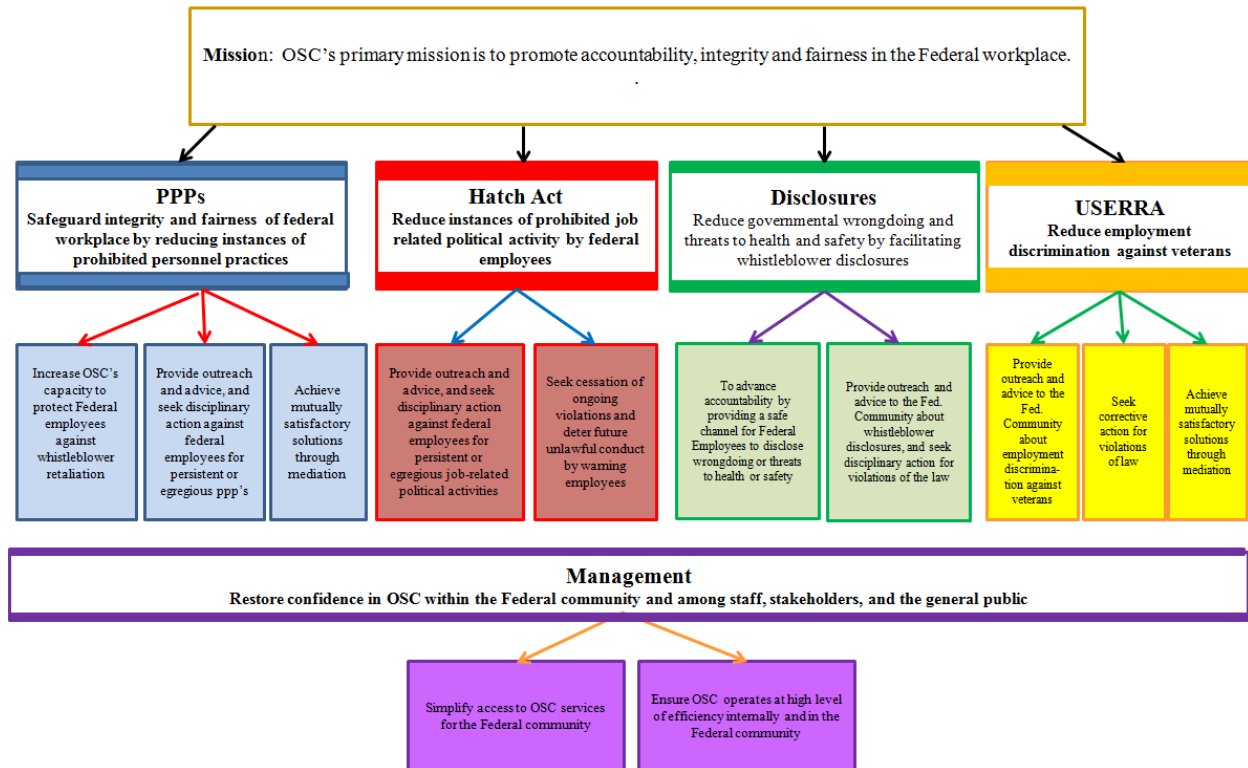 Mission: OSC's primary mission is to promote accountability, integrity and fairness in the Federal workplace.
.
PPPs
Safeguard integrity and fairness of federal
workplace by reducing instances of
prohibited personnel practices
Hatch Act
Reduce instances of prohibited job
related political activity by federal
employees
Disclosures
Reduce governmental wrongdoing and
threats to health and safety by facilitating
whistleblower disclosures
USERRA
Reduce employment
discrimination against veterans
Increase OSC's
capacity to
protect Federal
employees
against
whistleblower
retaliation
Provide outreach
and advice, and
seek disciplinary
action against
federal
employees for
persistent or
egregious ppp's
Achieve
mutually
satisfactory
solutions
through
mediation
Provide outreach and
advice, and seek
disciplinary action
against federal
employees for
persistent or
egregious job-related
political activities
Seek cessation of
ongoing
violations and
deter future
unlawful conduct
by warning
employees
To advance
accountability by
providing a safe
channel for Federal
Employees to disclose
wrongdoing or threats
to health or safety
Provide outreach and
advice to the Fed.
Community about
whistleblower
disclosures, and seek
disciplinary action for
violations of the law
Provide
outreach and
advice to the
Fed.
Community
about
employment
discrimina-
tion against
veterans
Seek
corrective
action for
violations
of law
Achieve
mutually
satisfactory
solutions
through
mediation
Management
Restore confidence in OSC within the Federal community and among staff, stakeholders, and the general public
Simplify access to OSC services
for the Federal community
Ensure OSC operates at high level
of efficiency internally and in the
Federal community